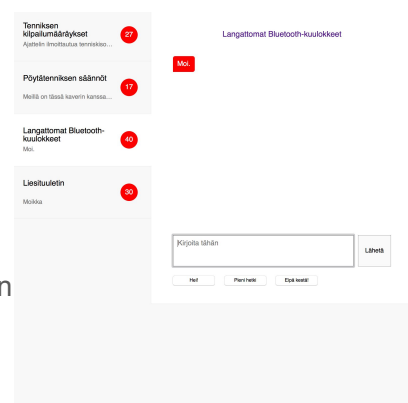 Tenniksen
kilpailumääräykset
27
Ajattelin ilmoittautua tenniskiso...
Pöytätenniksen säännöt
17
Meillä on tässä kaverin kanssa...
Langattomat Bluetooth-
kuulokkeet
40
Moi.
Liesituuletin
30
Moikka
n
Langattomat Bluetooth-kuulokkeet
Moi.
Kirjoita tähän
Lähetä
Hei!
Pieni hetki
Eipä kestä!